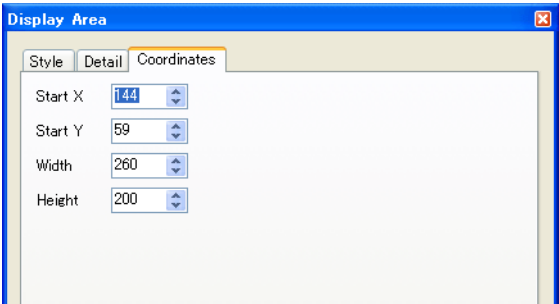 Display Area
Style Detail Coordinates
Start X 144
Start Y 59
Width 260
Height 200